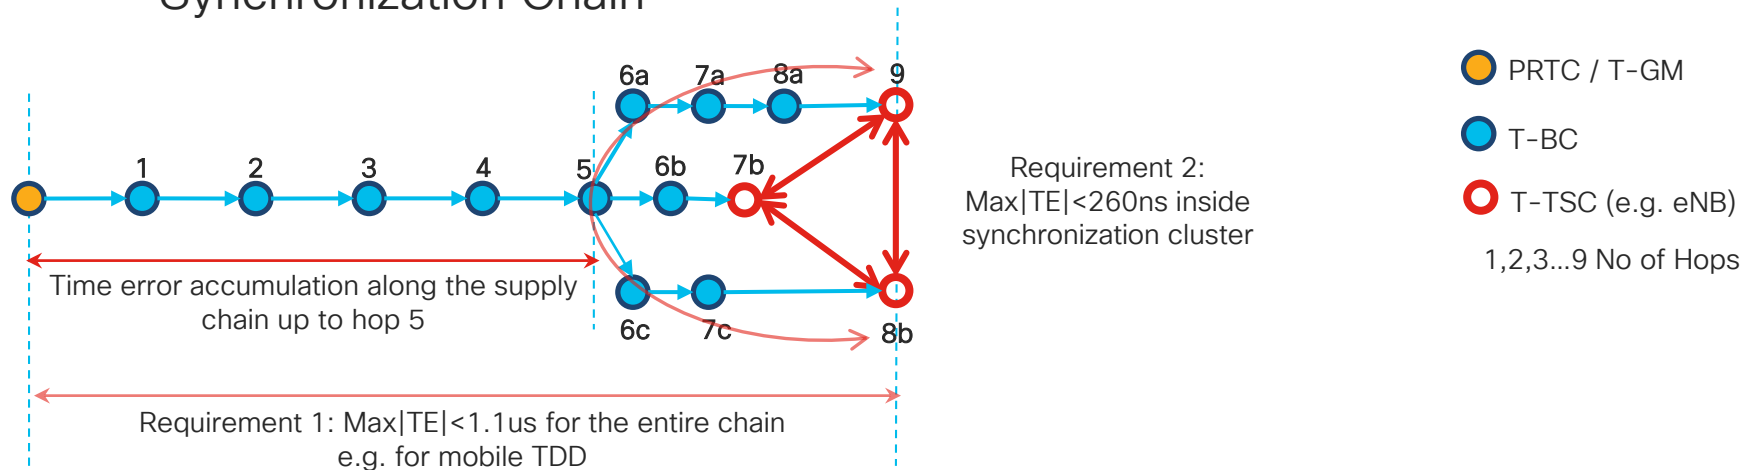 Synchronization Chain
6a 7a 8a 9
1 2 3 4 5 6b 7b
6c 7c 8b
Time error accumulation along the supply
chain up to hop 5
Requirement 1: Max|TE|<1.1us for the entire chain
e.g. for mobile TDD
Requirement 2:
Max|TE|<260ns inside
synchronization cluster
PRTC / T-GM
T-BC
T-TSC (e.g. eNB)
1,2,3...9 No of Hops